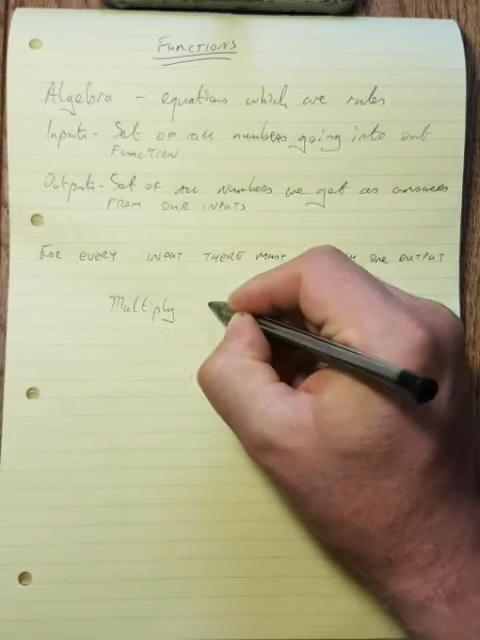 FUNCTIONS
Algebra - equations which are rules
Inputs - Set of all numbers going into our
FUNCTION
Outputs - Set of all numbers we get as answers
FROM OUR INPUTS
FOR EVERY INPUT THERE MUST ONE OUTPUT
Multiply